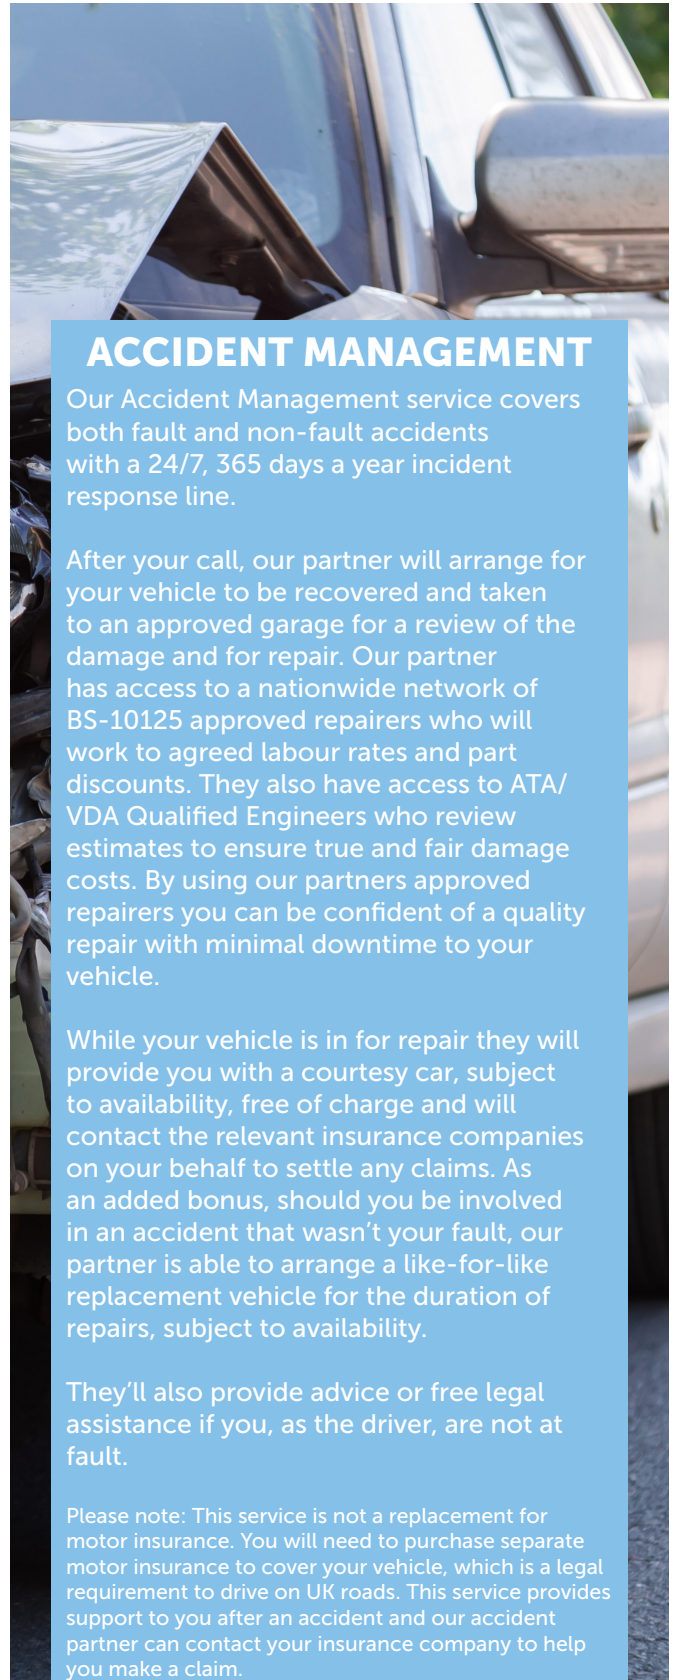 ACCIDENT MANAGEMENT
Our Accident Management service covers
both fault and non-fault accidents
with a 24/7, 365 days a year incident
response line.
After your call, our partner will arrange for
your vehicle to be recovered and taken
to an approved garage for a review of the
damage and for repair. Our partner
has access to a nationwide network of
BS-10125 approved repairers who will
work to agreed labour rates and part
discounts. They also have access to ATA/
VDA Qualified Engineers who review
estimates to ensure true and fair damage
costs. By using our partners approved
repairers you can be confident of a quality
repair with minimal downtime to your
vehicle.
While your vehicle is in for repair they will
provide you with a courtesy car, subject
to availability, free of charge and will
contact the relevant insurance companies
on your behalf to settle any claims. As
an added bonus, should you be involved
in an accident that wasn’t your fault, our
partner is able to arrange a like-for-like
replacement vehicle for the duration of
repairs, subject to availability.
They’ll also provide advice or free legal
assistance if you, as the driver, are not at
fault.
Please note: This service is not a replacement for
motor insurance. You will need to purchase separate
motor insurance to cover your vehicle, which is a legal
requirement to drive on UK roads. This service provides
support to you after an accident and our accident
partner can contact your insurance company to help
you make a claim.